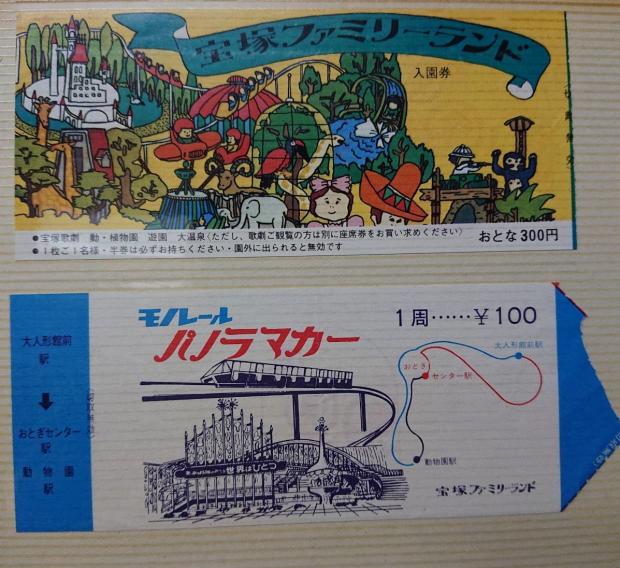 宝塚ファミリーランド
入園券
●宝塚歌劇 動・植物園 遊園 大温泉(ただし、歌劇ご観覧の方は別に座席券をお買い求めください)
●1枚ご1名様・半券は必ずお持ちください・園外に出られると無効です
おとな300円
大人形館前
駅
おとぎセンター
駅
動物園
駅
モノレール
パノラマカー
1周……¥100
大人形館前駅
おとぎ
センター駅
動物園駅
世界はひとつ
宝塚ファミリーランド